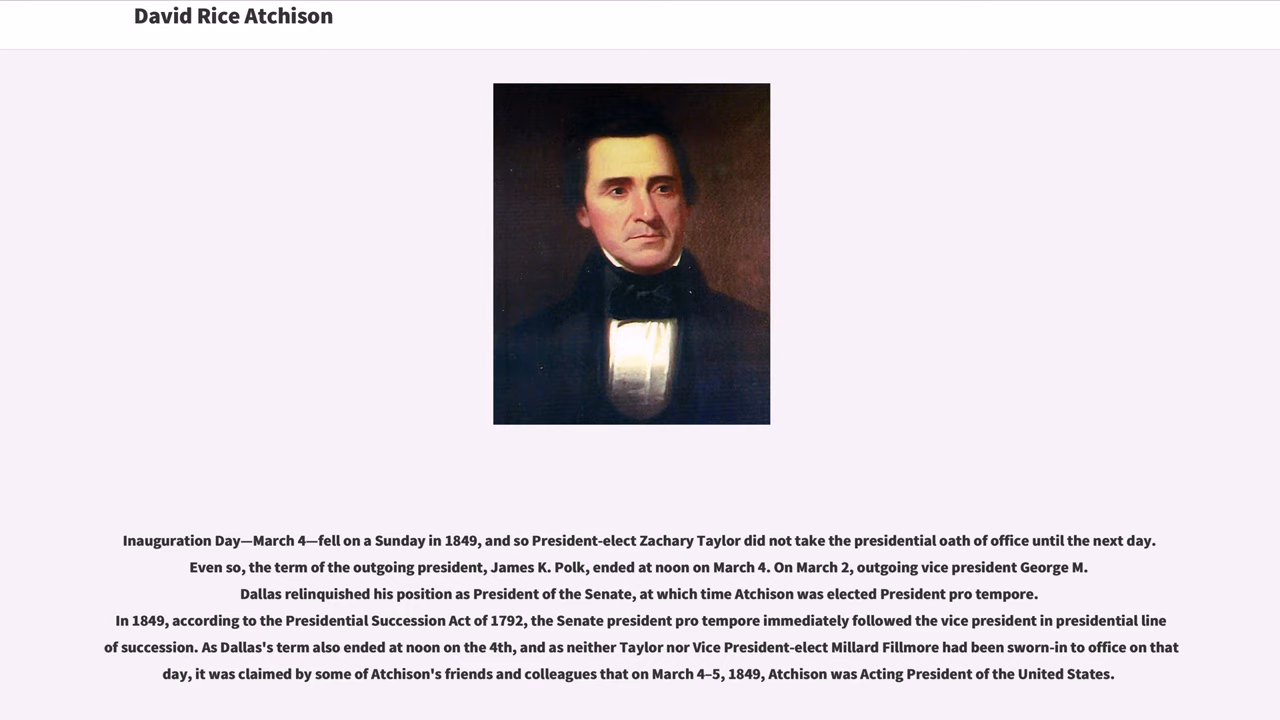 David Rice Atchison
Inauguration Day—March 4—fell on a Sunday in 1849, and so President-elect Zachary Taylor did not take the presidential oath of office until the next day.
Even so, the term of the outgoing president, James K. Polk, ended at noon on March 4. On March 2, outgoing vice president George M.
Dallas relinquished his position as President of the Senate, at which time Atchison was elected President pro tempore.
In 1849, according to the Presidential Succession Act of 1792, the Senate president pro tempore immediately followed the vice president in presidential line
of succession. As Dallas's term also ended at noon on the 4th, and as neither Taylor nor Vice President-elect Millard Fillmore had been sworn-in to office on that
day, it was claimed by some of Atchison's friends and colleagues that on March 4–5, 1849, Atchison was Acting President of the United States.